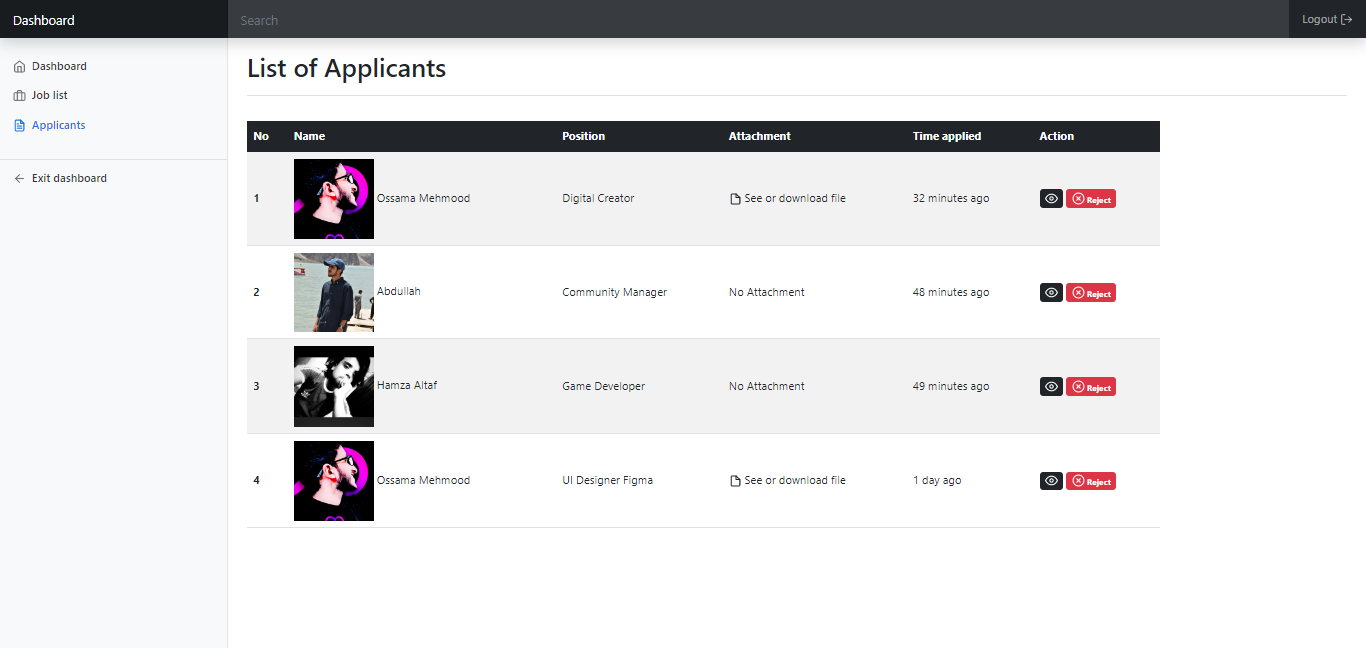 Dashboard
Search
Logout
Dashboard
Job list
Applicants
Exit dashboard
List of Applicants
No Name Position Attachment Time applied Action
1 Ossama Mehmood Digital Creator See or download file 32 minutes ago Reject
2 Abdullah Community Manager No Attachment 48 minutes ago Reject
3 Hamza Altaf Game Developer No Attachment 49 minutes ago Reject
4 Ossama Mehmood UI Designer Figma See or download file 1 day ago Reject